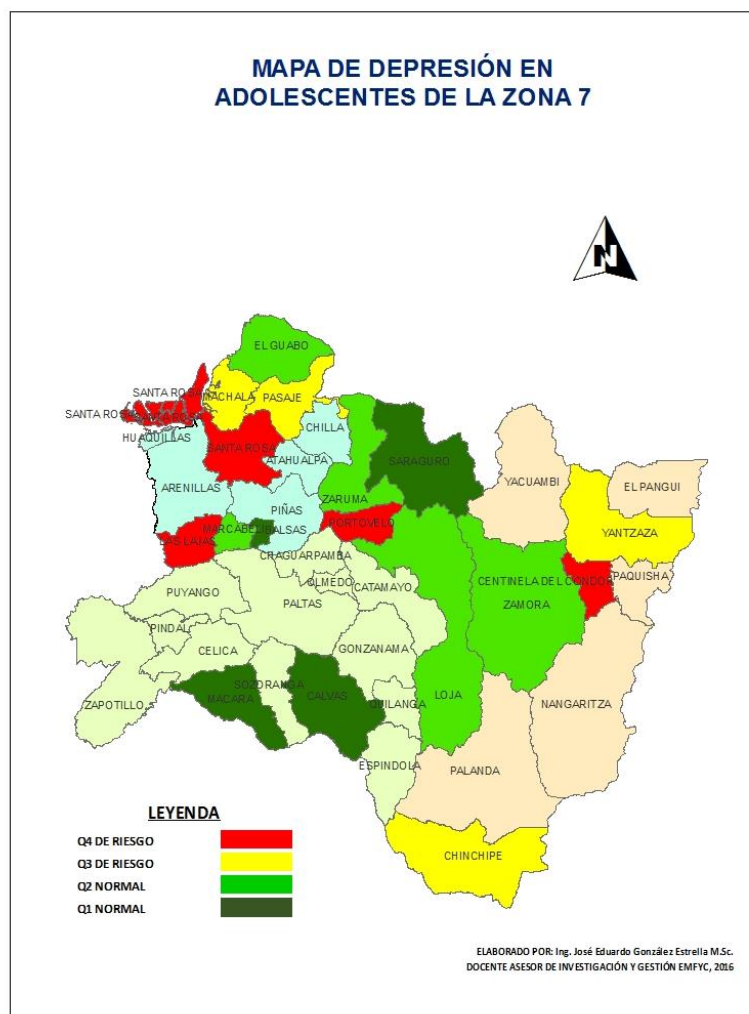 MAPA DE DEPRESIÓN EN
ADOLESCENTES DE LA ZONA 7
N
EL GUABO
SANTA ROSA
MACHALA
PASAJE
SANTA ROSA
SANTA ROSA
HUAQUILLAS
SANTA ROSA
CHILLA
ATAHUALPA
SARAGURO
YACUAMBI
EL PANGUI
ARENILLAS
ZARUMA
YANTZAZA
PIÑAS
PORTOVELO
MARCABELI
BALSAS
LAS LAJAS
CHAGUARPAMBA
CENTINELA DEL CONDOR
PAQUISHA
OLMEDO
CATAMAYO
PUYANGO
PALTAS
ZAMORA
PINDAL
CELICA
GONZANAMA
SOZORANGA
MACARA
CALVAS
QUILANGA
LOJA
NANGARITZA
ZAPOTILLO
ESPINDOLA
PALANDA
CHINCHIPE
LEYENDA
Q4 DE RIESGO
Q3 DE RIESGO
Q2 NORMAL
Q1 NORMAL
ELABORADO POR: Ing. José Eduardo González Estrella M.Sc.
DOCENTE ASESOR DE INVESTIGACIÓN Y GESTIÓN EMFYC, 2016